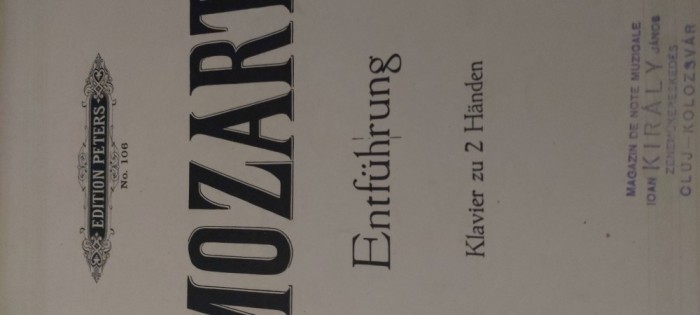 EDITION PETERS
No. 106
MOZART
Entführung
Klavier zu 2 Händen
MAGAZIN DE NOTE MUZICALE
IOAN KIRÁLY JÁNOS
ZENEMŰKERESKEDÉS
CLUJ-KOLOZSVÁR